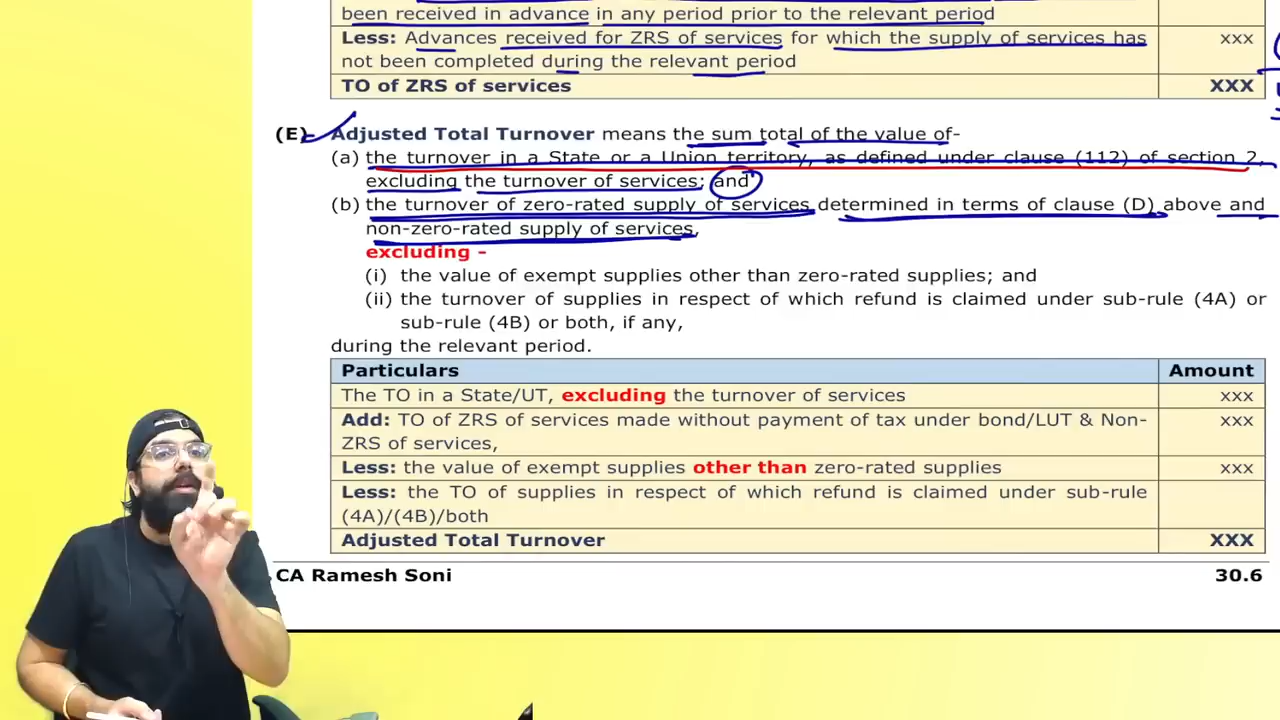 been received in advance in any period prior to the relevant period
Less: Advances received for ZRS of services for which the supply of services has xxx
not been completed during the relevant period
TO of ZRS of services XXX
(E) Adjusted Total Turnover means the sum total of the value of-
(a) the turnover in a State or a Union territory, as defined under clause (112) of section 2,
excluding the turnover of services; and
(b) the turnover of zero-rated supply of services determined in terms of clause (D) above and
non-zero-rated supply of services,
excluding -
(i) the value of exempt supplies other than zero-rated supplies; and
(ii) the turnover of supplies in respect of which refund is claimed under sub-rule (4A) or
sub-rule (4B) or both, if any,
during the relevant period.
Particulars Amount
The TO in a State/UT, excluding the turnover of services xxx
Add: TO of ZRS of services made without payment of tax under bond/LUT & Non- xxx
ZRS of services,
Less: the value of exempt supplies other than zero-rated supplies xxx
Less: the TO of supplies in respect of which refund is claimed under sub-rule
(4A)/(4B)/both
Adjusted Total Turnover XXX
CA Ramesh Soni 30.6